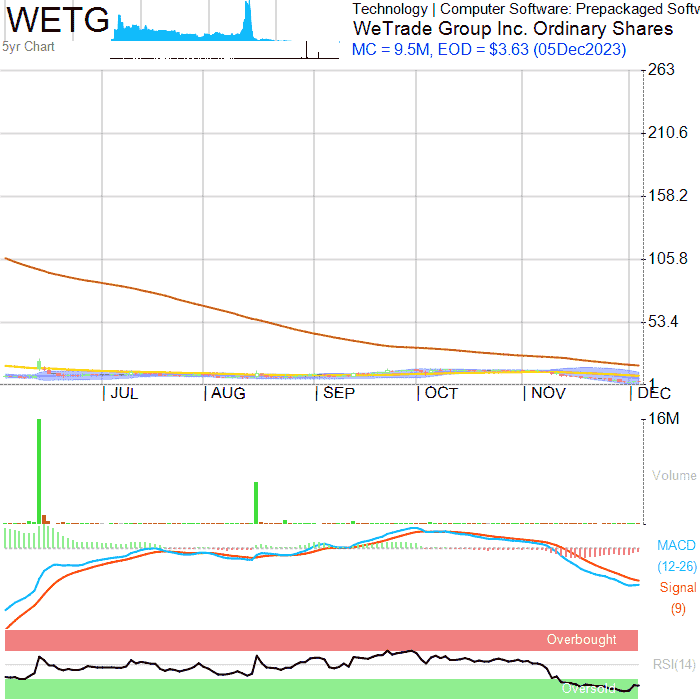 WETG
Technology | Computer Software: Prepackaged Softw
WeTrade Group Inc. Ordinary Shares
5yr Chart
MC = 9.5M, EOD = $3.63 (05Dec2023)
263
210.6
158.2
105.8
53.4
1
JUL
AUG
SEP
OCT
NOV
DEC
16M
Volume
MACD
(12-26)
Signal
(9)
Overbought
RSI(14)
Oversold